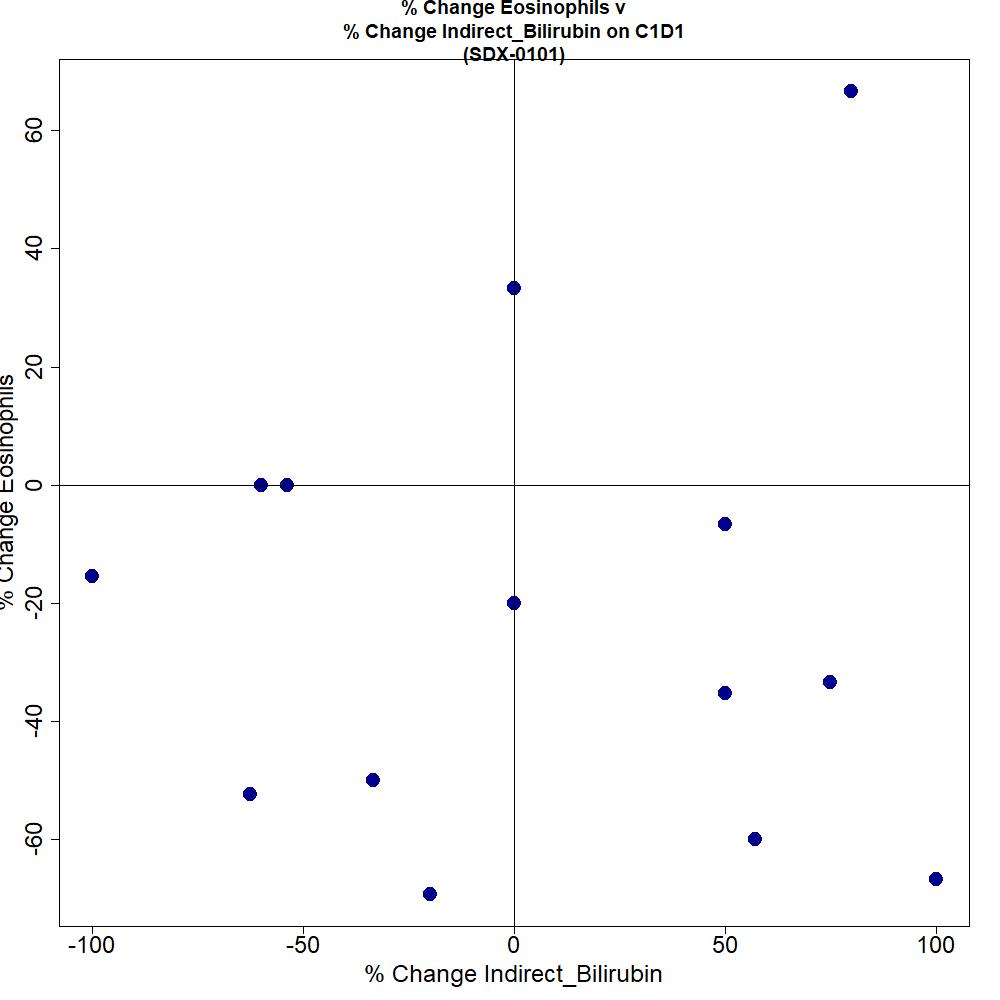 % Change Eosinophils v
% Change Indirect_Bilirubin on C1D1
(SDX-0101)
% Change Eosinophils
60
40
20
0
-20
-40
-60
-100
-50
0
50
100
% Change Indirect_Bilirubin